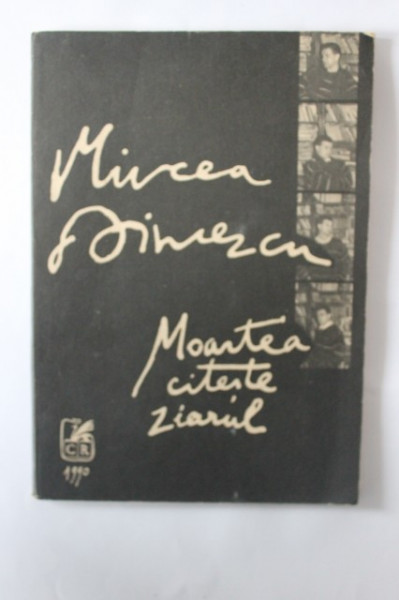 Mircea
Dinescu
Moartea
citește
ziarul
CR
1990